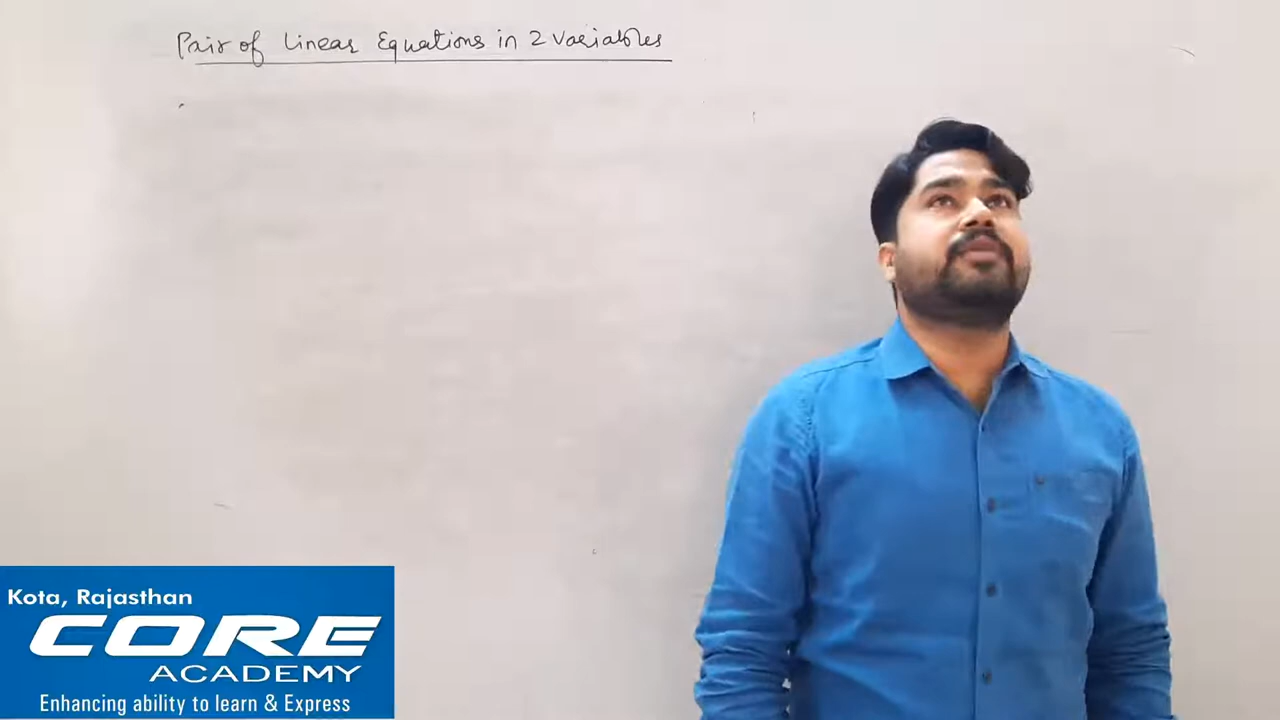 Pair of Linear Equations in 2 variables
Kota, Rajasthan
CORE
ACADEMY
Enhancing ability to learn & Express